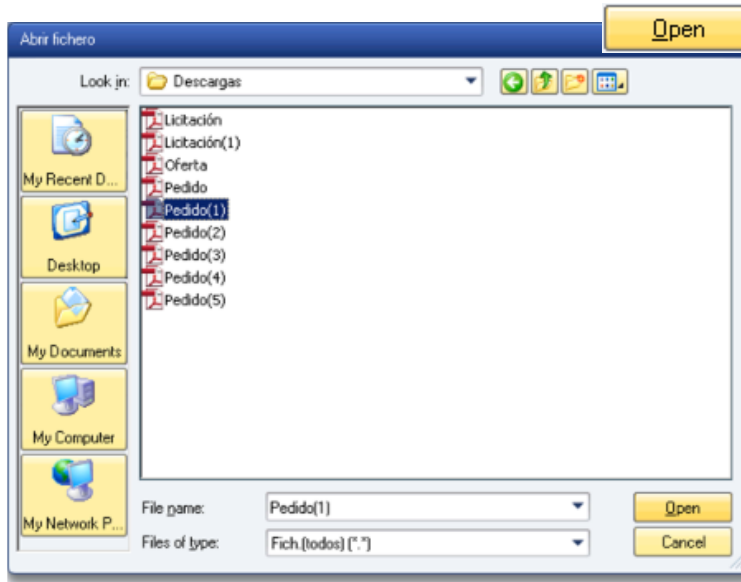 Open
Abrir fichero
Look in:
Descargas
My Recent D...
Desktop
My Documents
My Computer
My Network P...
Licitación
Licitación(1)
Oferta
Pedido
Pedido(1)
Pedido(2)
Pedido(3)
Pedido(4)
Pedido(5)
File name:
Pedido(1)
Open
Files of type:
Fich.(todos) (*.*)
Cancel